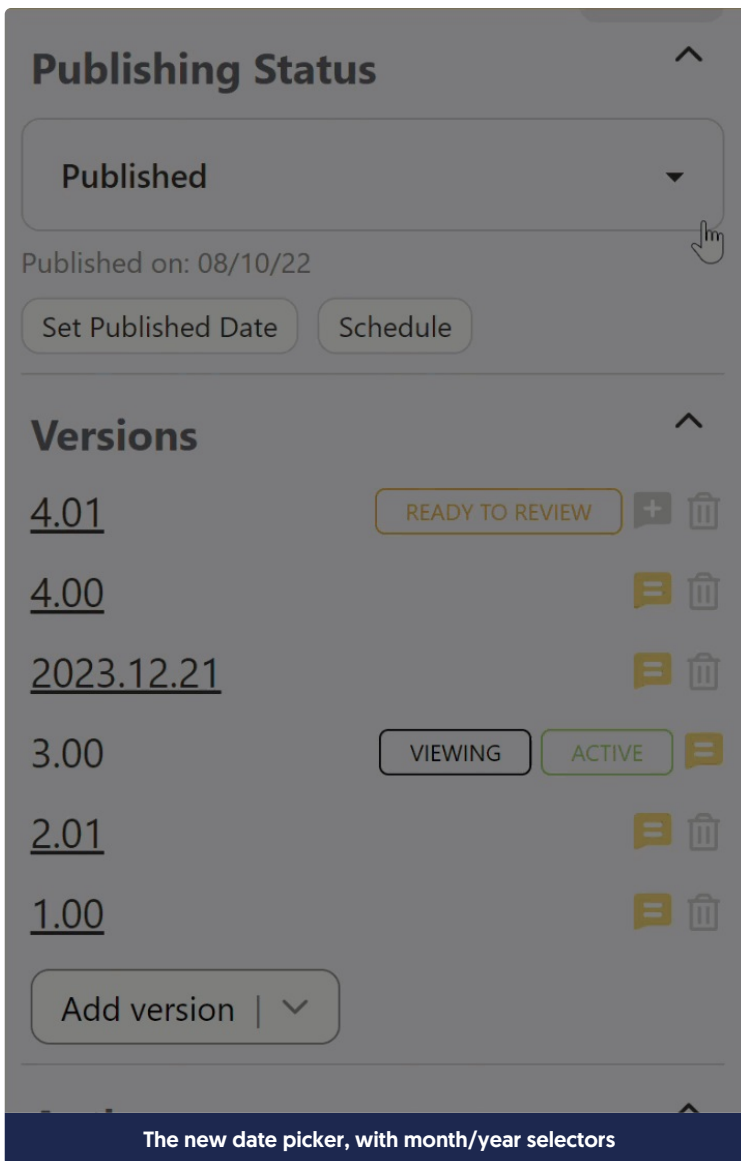 Publishing Status
Published
Published on: 08/10/22
Set Published Date Schedule
Versions
4.01 READY TO REVIEW
4.00
2023.12.21
3.00 VIEWING ACTIVE
2.01
1.00
Add version
The new date picker, with month/year selectors